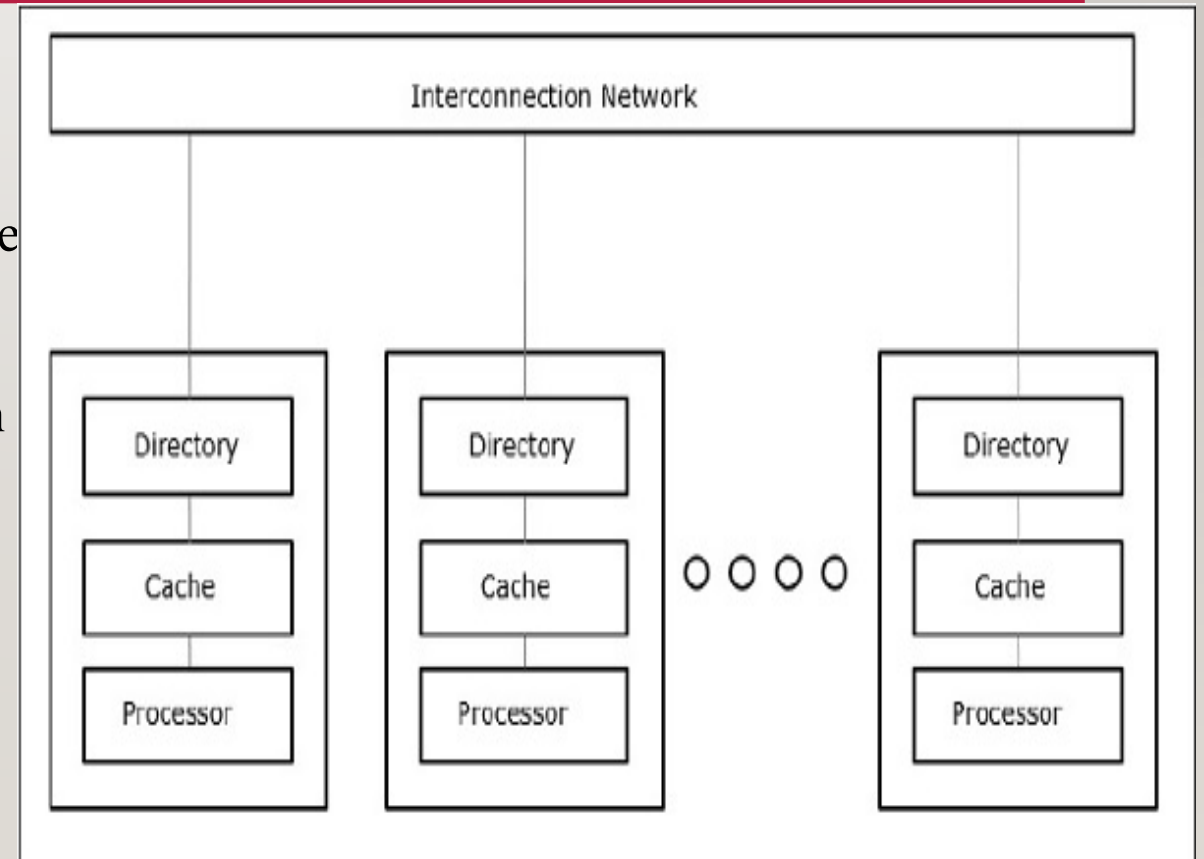 Interconnection Network
e
Directory Directory Directory
Cache Cache Cache
Processor Processor Processor